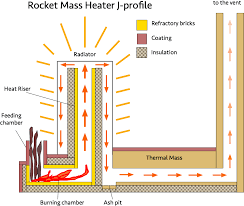 Rocket Mass Heater J-profile
to the vent
Refractory bricks
Coating
Insulation
Radiator
Heat Riser
Feeding
chamber
Thermal Mass
Burning chamber
Ash pit